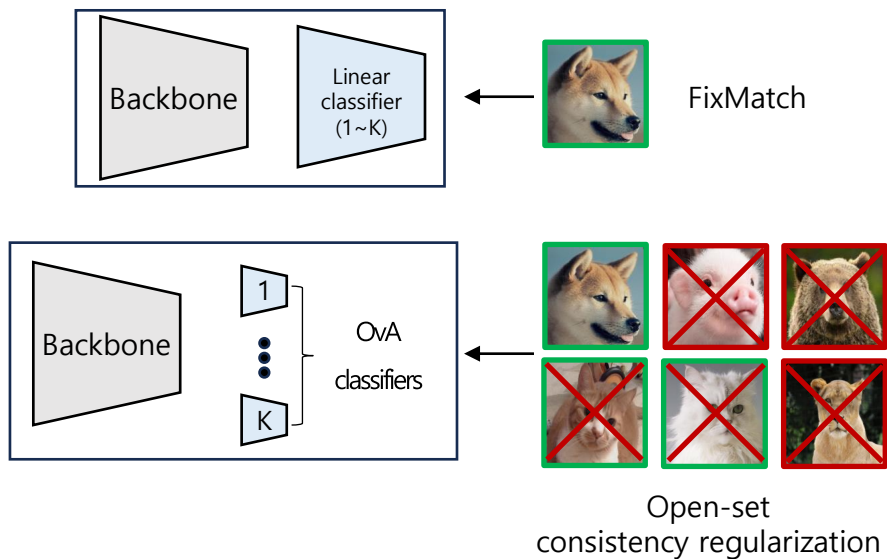 Backbone
Linear
classifier
(1~K)
FixMatch
Backbone
1
K
OvA
classifiers
Open-set
consistency regularization